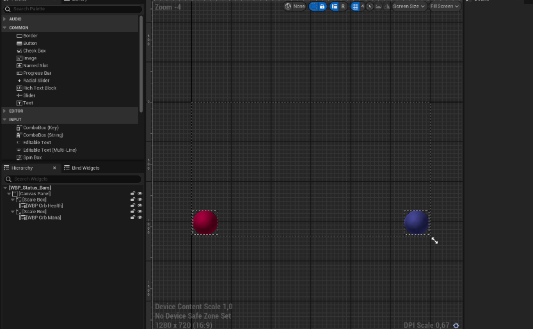 Search Palette
AUDIO
COMMON
Border
Button
Check Box
Image
Named Slot
Progress Bar
Radial Slider
Rich Text Block
Slider
Text
EDITOR
INPUT
ComboBox (Key)
ComboBox (String)
Editable Text
Editable Text (Multi-Line)
Spin Box
Hierarchy
Bind Widgets
Search Widgets
[WBP_Status_Bars]
[Canvas Panel]
[Scale Box]
WBP Orb Health
[Scale Box]
WBP Orb Mana
Zoom -4
None
R
4
Screen Size
Fill Screen
Device Content Scale 1,0
No Device Safe Zone Set
1280 x 720 (16:9)
DPI Scale 0,67